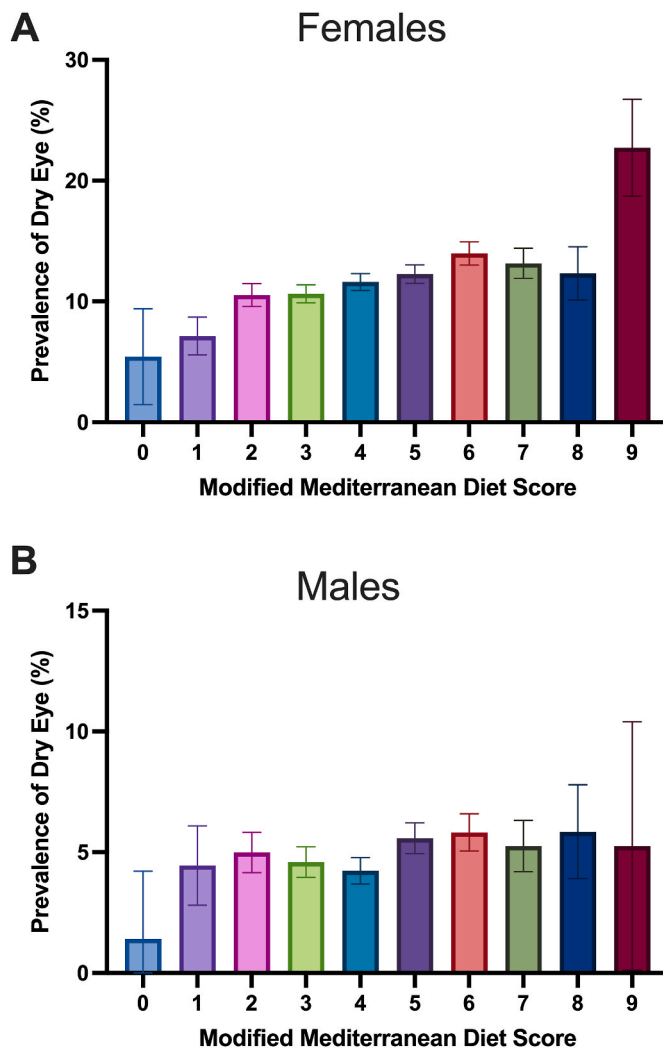 A
Females
Prevalence of Dry Eye (%)
30
20
10
0
0 1 2 3 4 5 6 7 8 9
Modified Mediterranean Diet Score
B
Males
Prevalence of Dry Eye (%)
15
10
5
0
0 1 2 3 4 5 6 7 8 9
Modified Mediterranean Diet Score